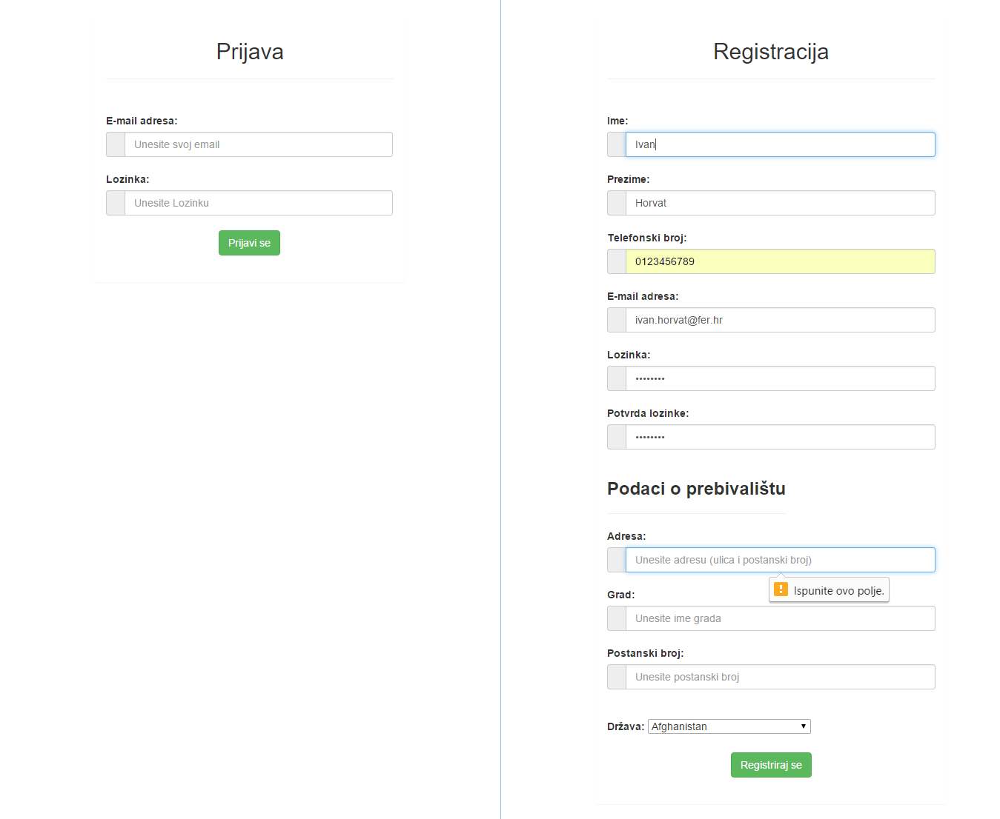 Prijava
E-mail adresa:
Unesite svoj email
Lozinka:
Unesite Lozinku
Prijavi se
Registracija
Ime:
Ivan
Prezime:
Horvat
Telefonski broj:
0123456789
E-mail adresa:
ivan.horvat@fer.hr
Lozinka:
••••••••
Potvrda lozinke:
••••••••
Podaci o prebivalištu
Adresa:
Unesite adresu (ulica i postanski broj)
Ispunite ovo polje.
Grad:
Unesite ime grada
Postanski broj:
Unesite postanski broj
Država: Afghanistan
Registriraj se